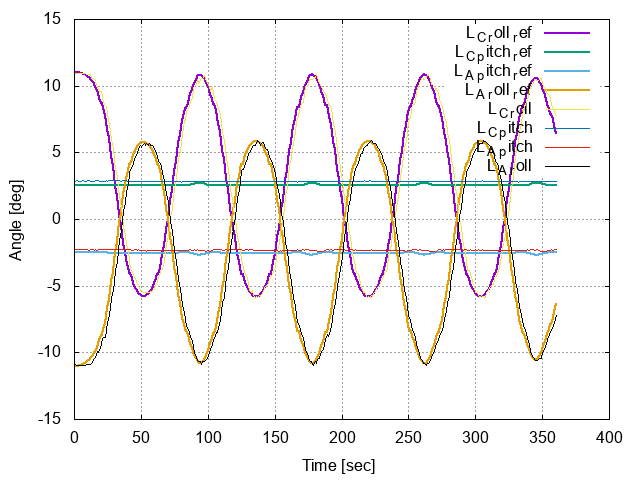 15
10
5
0
-5
-10
-15
0 50 100 150 200 250 300 350 400
Angle [deg]
Time [sec]
L_Croll_ref
L_Cpitch_ref
L_Apitch_ref
L_Aroll_ref
L_Croll
L_Cpitch
L_Apitch
L_Aroll